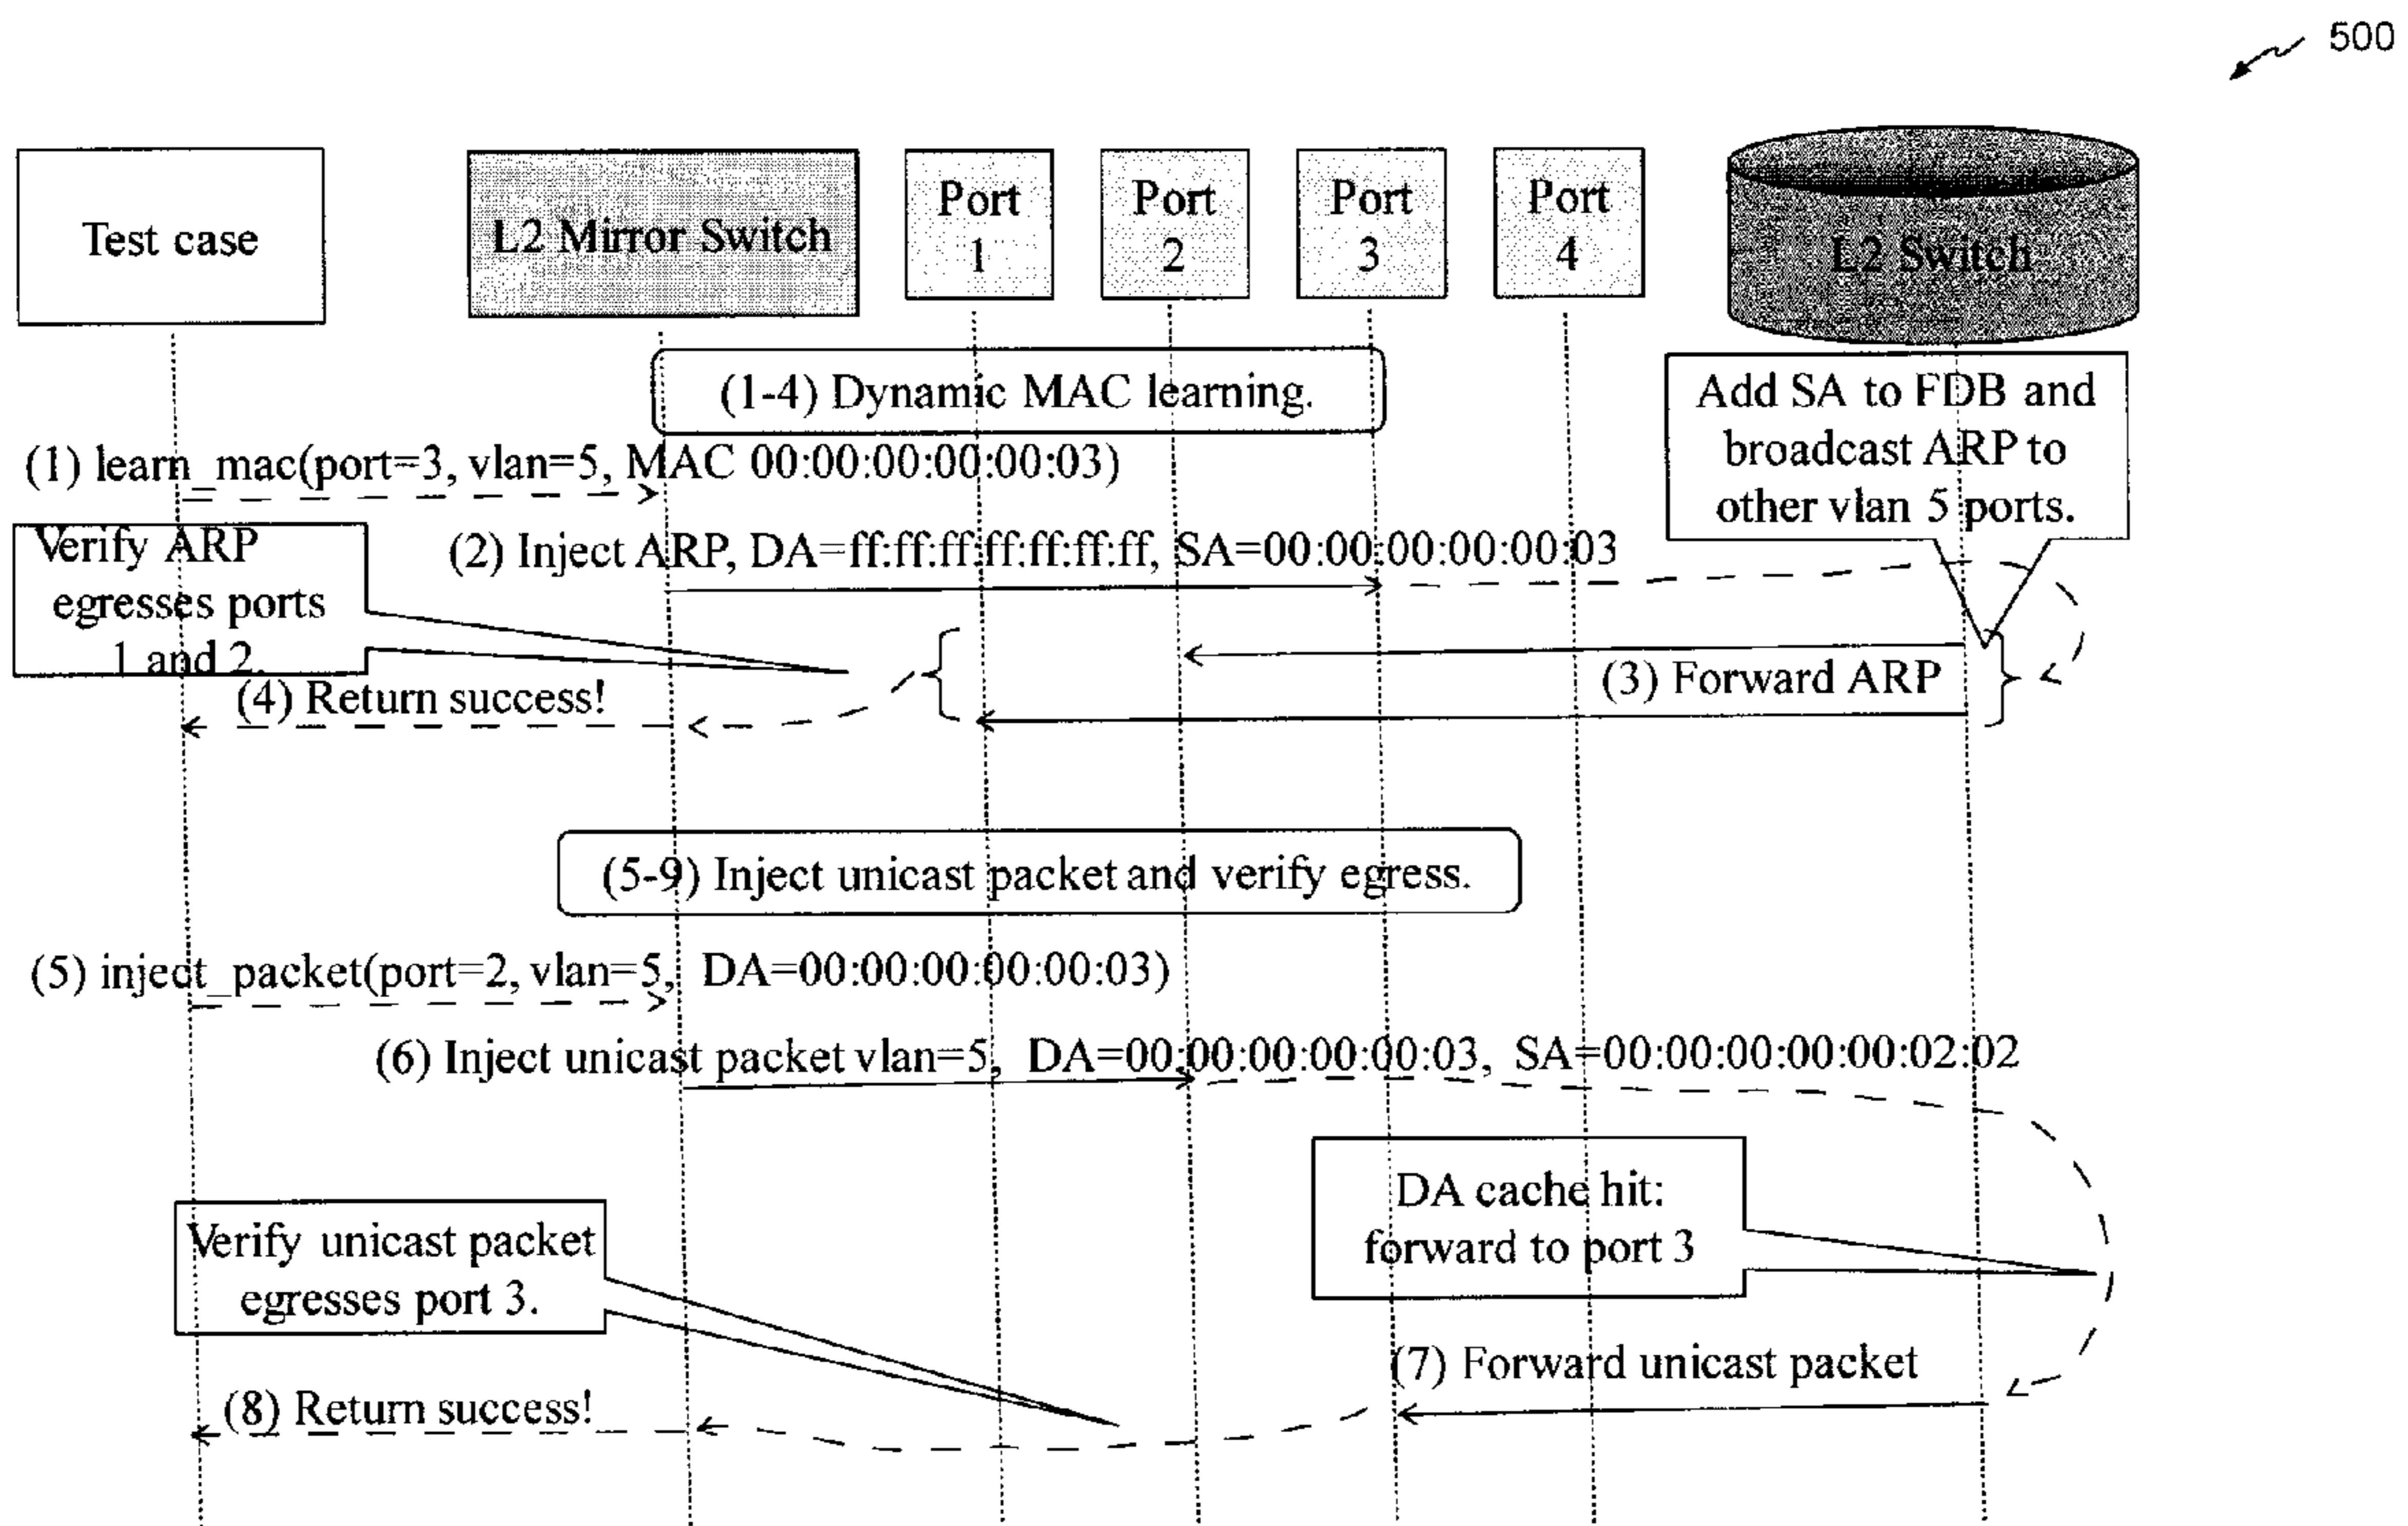 500
Test case
L2 Mirror Switch
Port
1
Port
2
Port
3
Port
4
L2 Switch
(1-4) Dynamic MAC learning.
Add SA to FDB and
broadcast ARP to
other vlan 5 ports.
(1) learn_mac(port=3, vlan=5, MAC 00:00:00:00:00:03)
Verify ARP
egresses ports
1 and 2.
(2) Inject ARP, DA=ff:ff:ff:ff:ff:ff:ff, SA=00:00:00:00:00:03
(3) Forward ARP
(4) Return success!
(5-9) Inject unicast packet and verify egress.
(5) inject_packet(port=2, vlan=5, DA=00:00:00:00:00:03)
(6) Inject unicast packet vlan=5, DA=00:00:00:00:00:03, SA=00:00:00:00:00:02:02
DA cache hit:
forward to port 3
Verify unicast packet
egresses port 3.
(7) Forward unicast packet
(8) Return success!